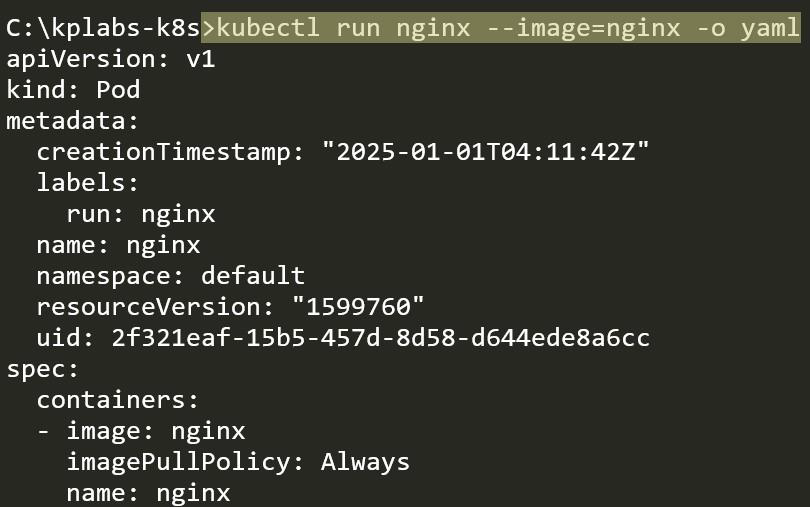 C:\kplabs-k8s>kubectl run nginx --image=nginx -o yaml
apiVersion: v1
kind: Pod
metadata:
  creationTimestamp: "2025-01-01T04:11:42Z"
  labels:
    run: nginx
  name: nginx
  namespace: default
  resourceVersion: "1599760"
  uid: 2f321eaf-15b5-457d-8d58-d644ede8a6cc
spec:
  containers:
  - image: nginx
    imagePullPolicy: Always
    name: nginx